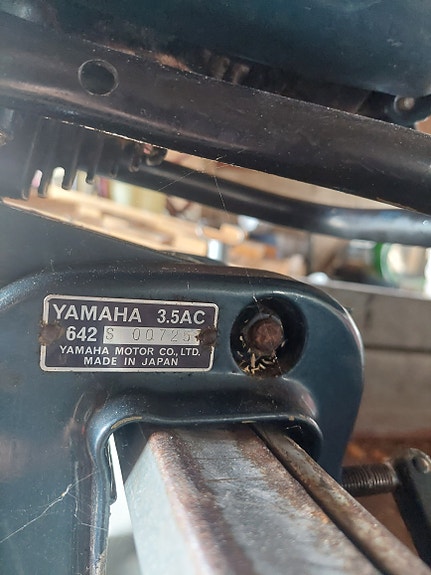 YAMAHA 3.5AC
642 S 00725
YAMAHA MOTOR CO., LTD.
MADE IN JAPAN